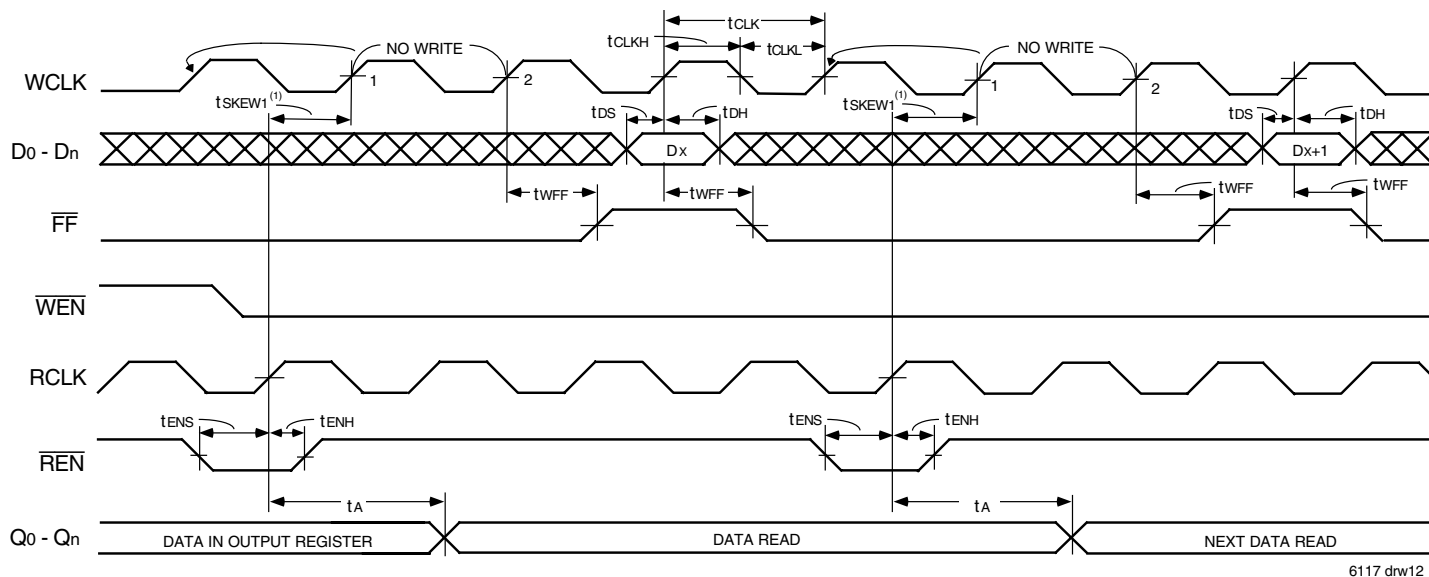 tCLK
tCLKH
tCLKL
NO WRITE
NO WRITE
WCLK
1
2
1
2
tSKEW1(1)
tDS
tDH
tSKEW1(1)
tDS
tDH
D0 - Dn
DX
DX+1
tWFF
tWFF
tWFF
tWFF
FF
WEN
RCLK
tENS
tENH
tENS
tENH
REN
tA
tA
Q0 - Qn
DATA IN OUTPUT REGISTER
DATA READ
NEXT DATA READ
6117 drw12